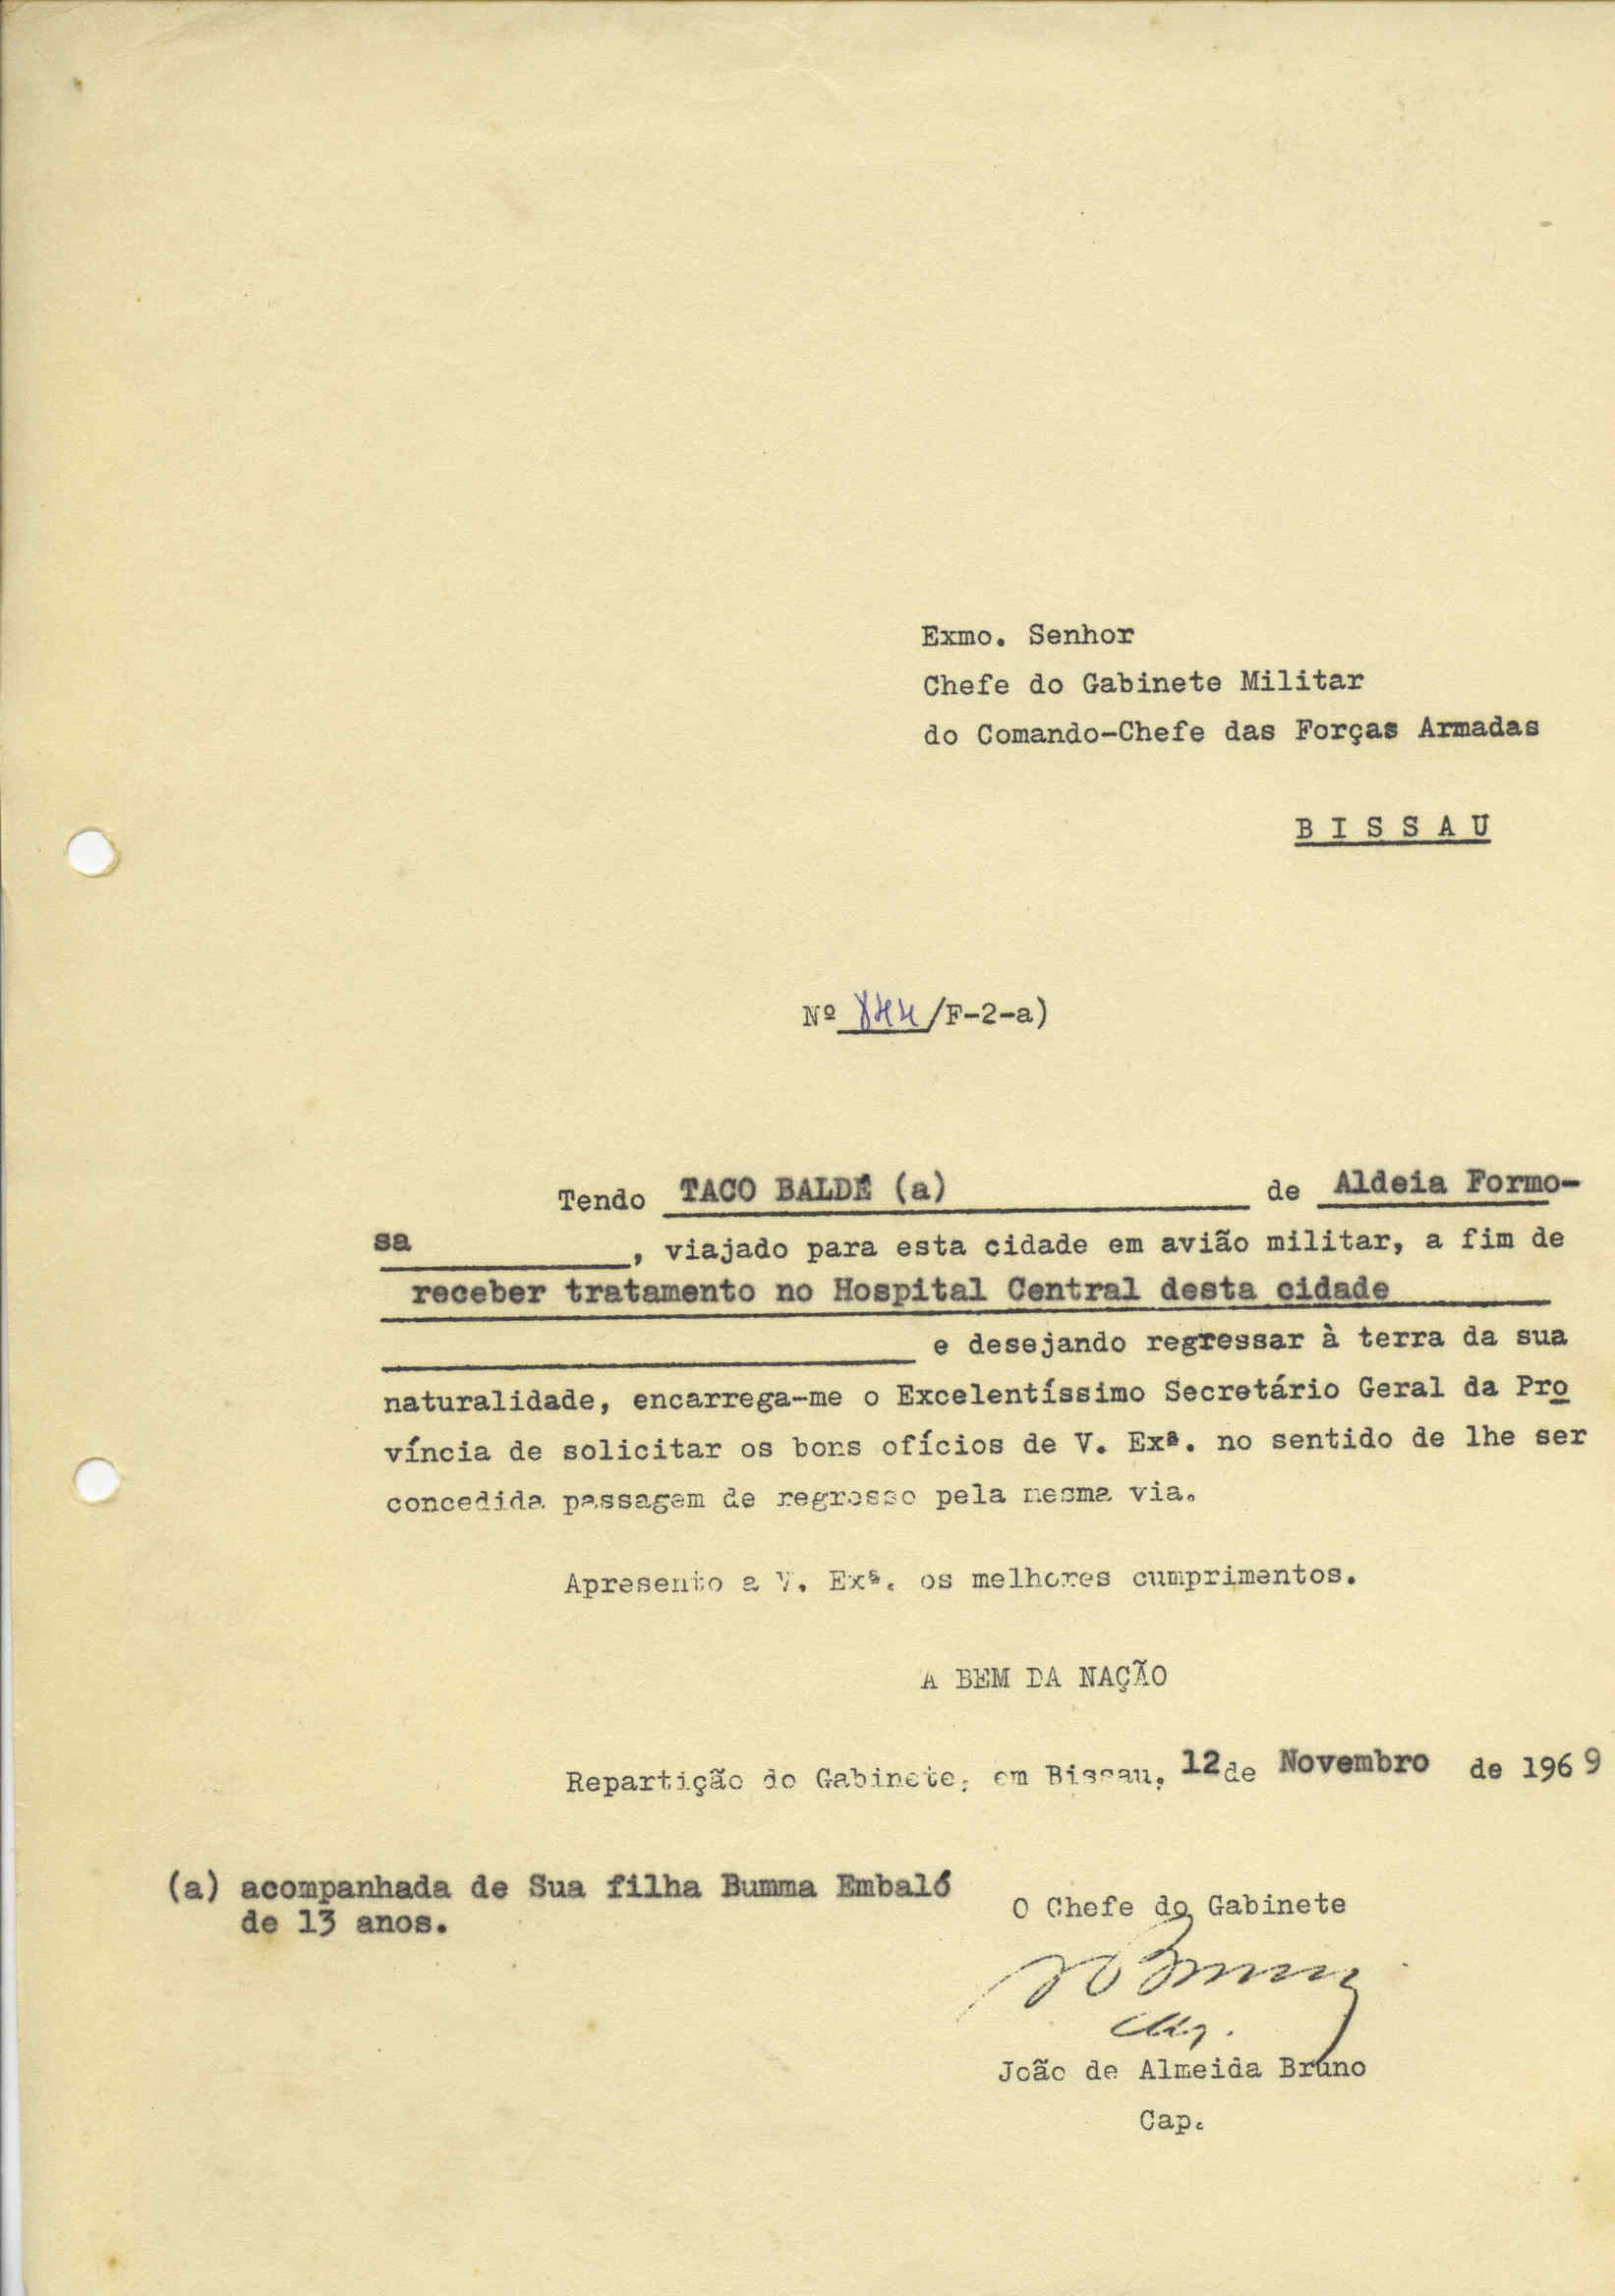 Exmo. Senhor
Chefe do Gabinete Militar
do Comando-Chefe das Forças Armadas
B I S S A U
Nº 844/F-2-a)
Tendo TACO BALDÉ (a) de Aldeia Formo-
sa, viajado para esta cidade em avião militar, a fim de
receber tratamento no Hospital Central desta cidade
e desejando regressar à terra da sua
naturalidade, encarrega-me o Excelentíssimo Secretário Geral da Pro
víncia de solicitar os bons ofícios de V. Exª. no sentido de lhe ser
concedida passagem de regresso pela mesma via.
Apresento a V. Exª. os melhores cumprimentos.
A BEM DA NAÇÃO
Repartição do Gabinete, em Bissau, 12 de Novembro de 1969
(a) acompanhada de Sua filha Bumma Embaló
de 13 anos.
O Chefe do Gabinete
João de Almeida Bruno
Cap.